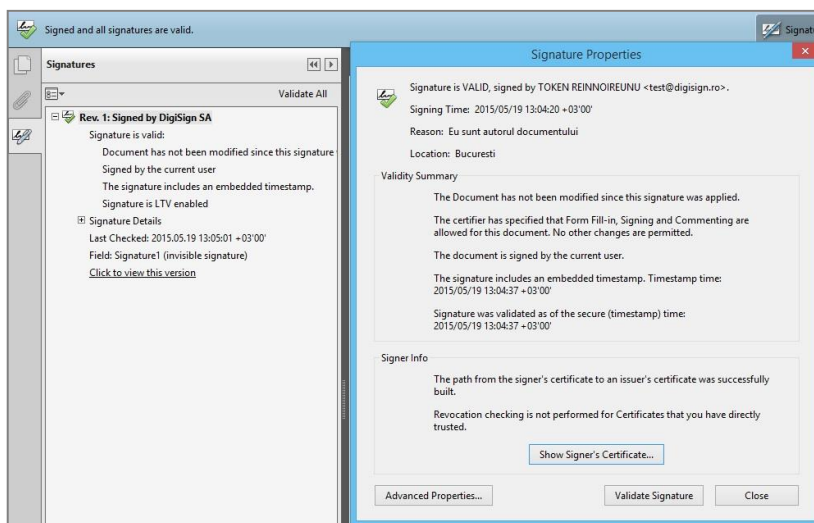 Signed and all signatures are valid.
Signat
Signatures
Validate All
Rev. 1: Signed by DigiSign SA
Signature is valid:
Document has not been modified since this signature
Signed by the current user
The signature includes an embedded timestamp.
Signature is LTV enabled
Signature Details
Last Checked: 2015.05.19 13:05:01 +03'00'
Field: Signature1 (invisible signature)
Click to view this version
Signature Properties
Signature is VALID, signed by TOKEN REINNOIREUNU <test@digisign.ro>.
Signing Time: 2015/05/19 13:04:20 +03'00'
Reason: Eu sunt autorul documentului
Location: Bucuresti
Validity Summary
The Document has not been modified since this signature was applied.
The certifier has specified that Form Fill-in, Signing and Commenting are
allowed for this document. No other changes are permitted.
The document is signed by the current user.
The signature includes an embedded timestamp. Timestamp time:
2015/05/19 13:04:37 +03'00'
Signature was validated as of the secure (timestamp) time:
2015/05/19 13:04:37 +03'00'
Signer Info
The path from the signer's certificate to an issuer's certificate was successfully
built.
Revocation checking is not performed for Certificates that you have directly
trusted.
Show Signer's Certificate...
Advanced Properties...
Validate Signature
Close